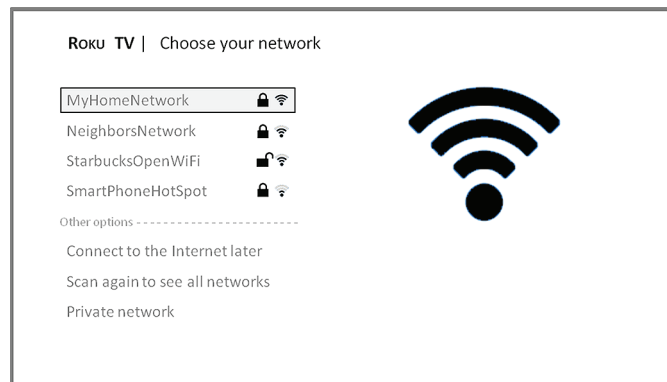 ROKU TV | Choose your network
MyHomeNetwork
NeighborsNetwork
StarbucksOpenWiFi
SmartPhoneHotSpot
Other options
Connect to the Internet later
Scan again to see all networks
Private network